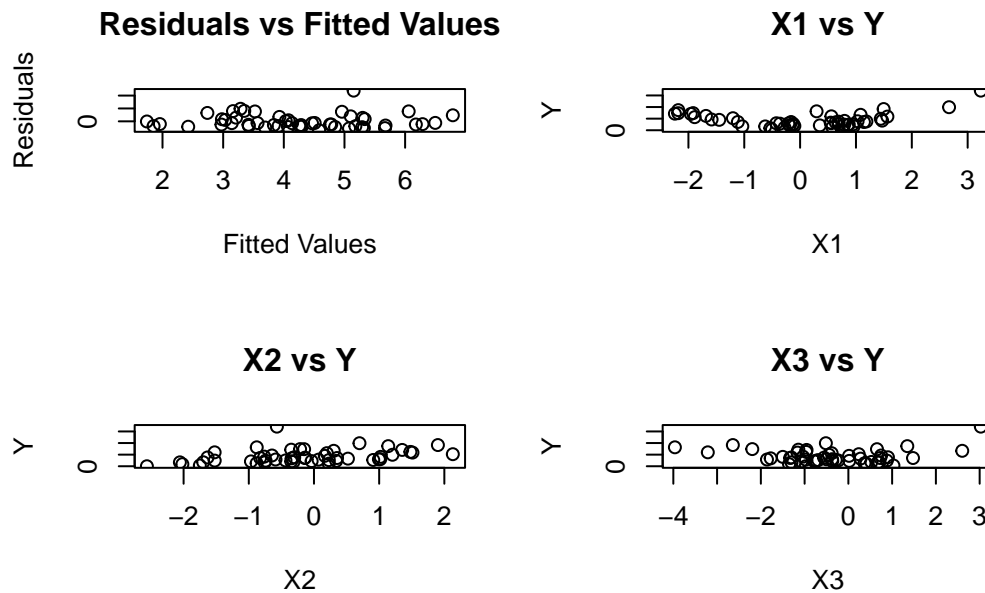 Residuals vs Fitted Values
Residuals
0
2 3 4 5 6
Fitted Values
X1 vs Y
Y
0
−2 −1 0 1 2 3
X1
X2 vs Y
Y
0
−2 −1 0 1 2
X2
X3 vs Y
Y
0
−4 −2 0 1 2 3
X3